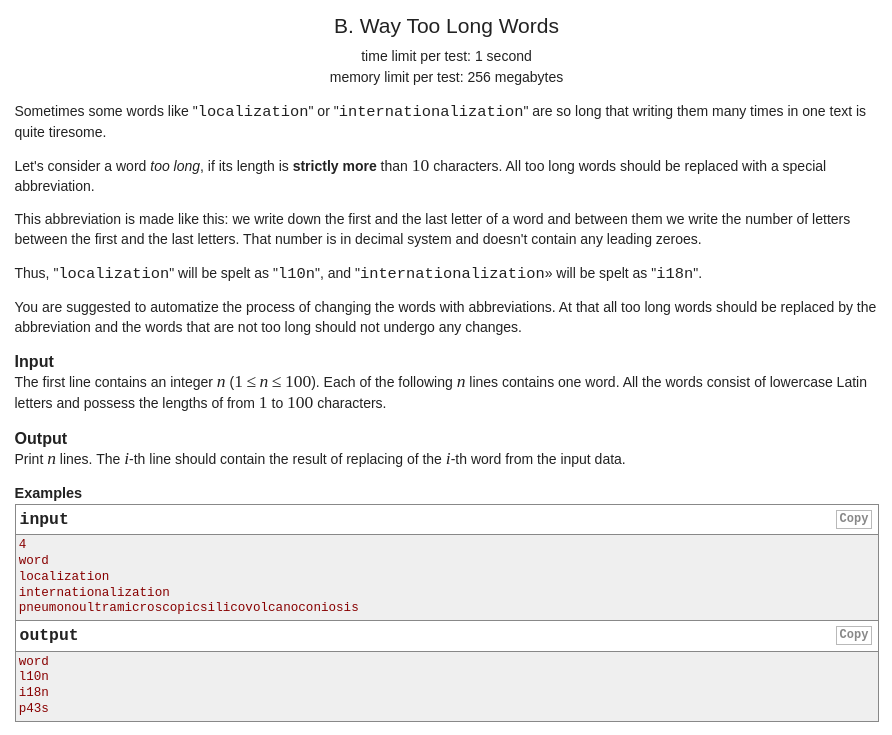 B. Way Too Long Words
time limit per test: 1 second
memory limit per test: 256 megabytes
Sometimes some words like "localization" or "internationalization" are so long that writing them many times in one text is
quite tiresome.
Let's consider a word too long, if its length is strictly more than 10 characters. All too long words should be replaced with a special
abbreviation.
This abbreviation is made like this: we write down the first and the last letter of a word and between them we write the number of letters
between the first and the last letters. That number is in decimal system and doesn't contain any leading zeroes.
Thus, "localization" will be spelt as "l10n", and "internationalization» will be spelt as "i18n".
You are suggested to automatize the process of changing the words with abbreviations. At that all too long words should be replaced by the
abbreviation and the words that are not too long should not undergo any changes.
Input
The first line contains an integer n (1 ≤ n ≤ 100). Each of the following n lines contains one word. All the words consist of lowercase Latin
letters and possess the lengths of from 1 to 100 characters.
Output
Print n lines. The i-th line should contain the result of replacing of the i-th word from the input data.
Examples
input Copy
4
word
localization
internationalization
pneumonoultramicroscopicsilicovolcanoconiosis
output Copy
word
l10n
i18n
p43s